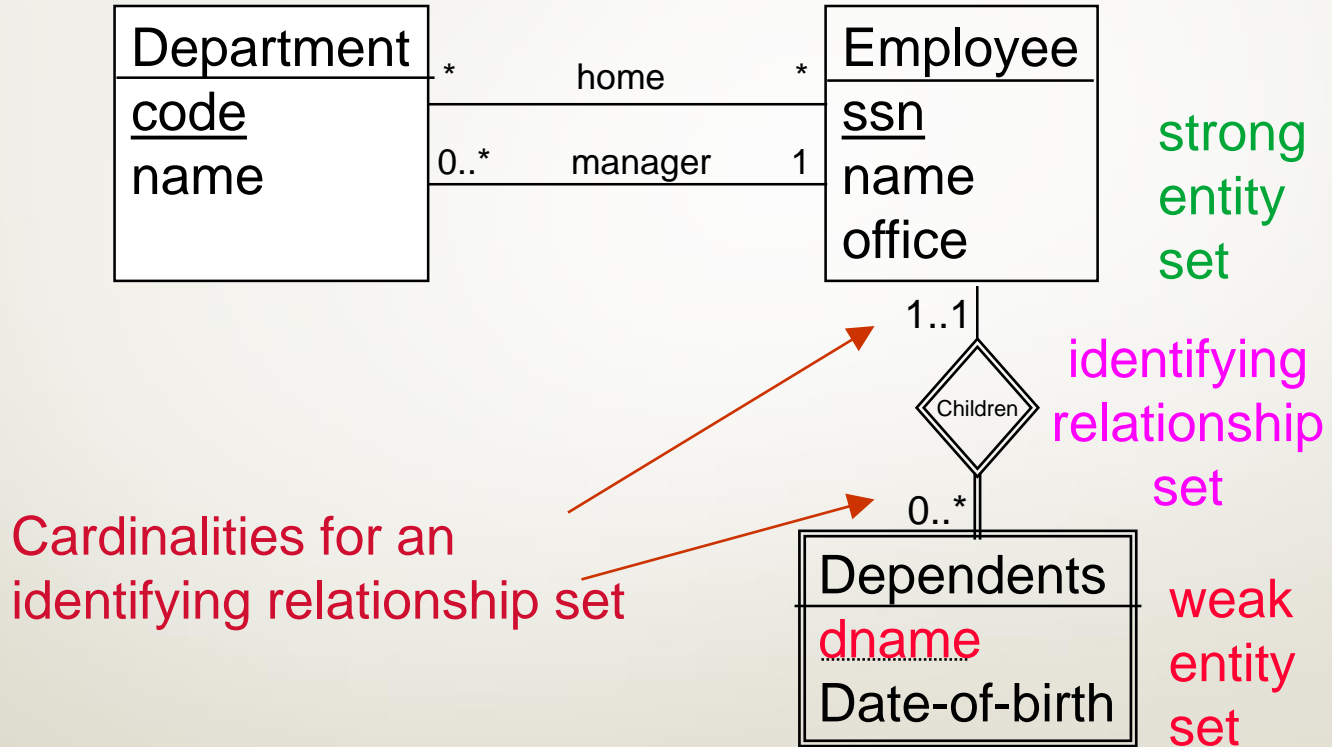 Department
code
name
* home *
0..* manager 1
Employee
ssn
name
office
strong
entity
set
1..1
Children
identifying
relationship
set
0..*
Cardinalities for an
identifying relationship set
Dependents
dname
Date-of-birth
weak
entity
set